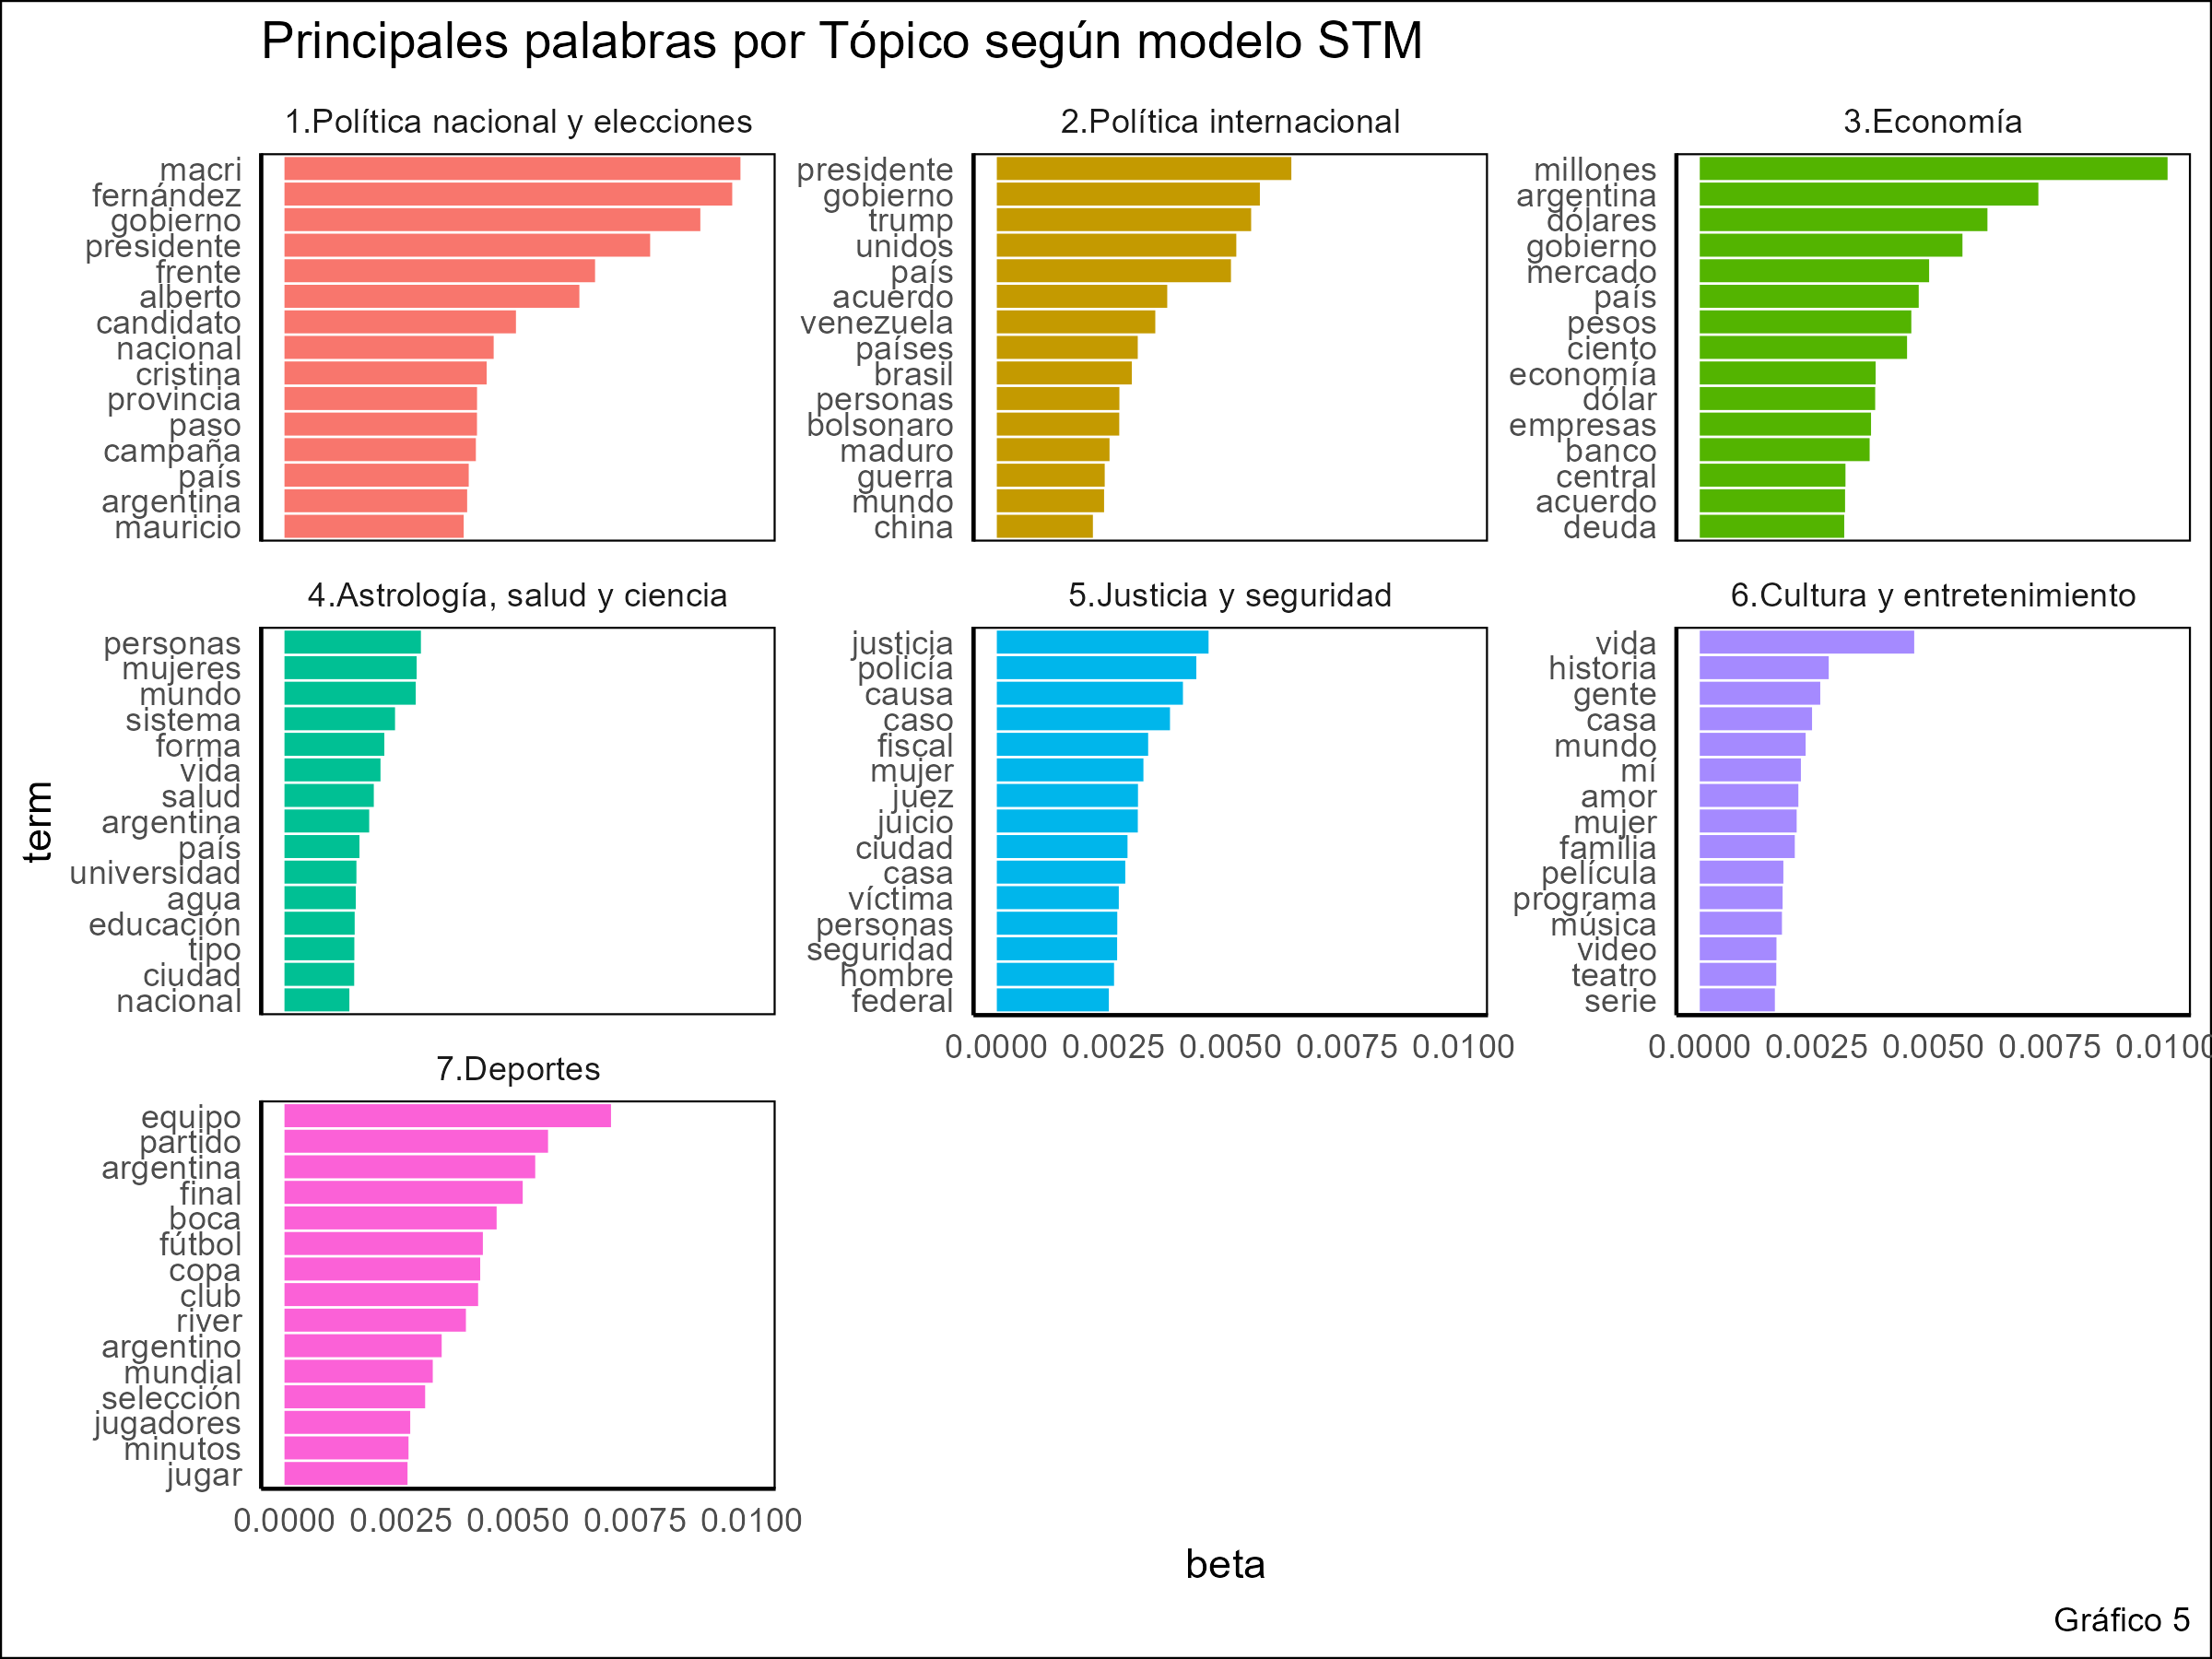 Principales palabras por Tópico según modelo STM
1.Política nacional y elecciones
macri
fernández
gobierno
presidente
frente
alberto
candidato
nacional
cristina
provincia
paso
campaña
país
argentina
mauricio
2.Política internacional
presidente
gobierno
trump
unidos
país
acuerdo
venezuela
países
brasil
personas
bolsonaro
maduro
guerra
mundo
china
3.Economía
millones
argentina
dólares
gobierno
mercado
país
pesos
ciento
economía
dólar
empresas
banco
central
acuerdo
deuda
4.Astrología, salud y ciencia
personas
mujeres
mundo
sistema
forma
vida
salud
argentina
país
universidad
agua
educación
tipo
ciudad
nacional
5.Justicia y seguridad
justicia
policía
causa
caso
fiscal
mujer
juez
juicio
ciudad
casa
víctima
personas
seguridad
hombre
federal
0.0000 0.0025 0.0050 0.0075 0.0100
6.Cultura y entretenimiento
vida
historia
gente
casa
mundo
mí
amor
mujer
familia
película
programa
música
video
teatro
serie
0.0000 0.0025 0.0050 0.0075 0.0100
7.Deportes
equipo
partido
argentina
final
boca
fútbol
copa
club
river
argentino
mundial
selección
jugadores
minutos
jugar
0.0000 0.0025 0.0050 0.0075 0.0100
term
beta
Gráfico 5